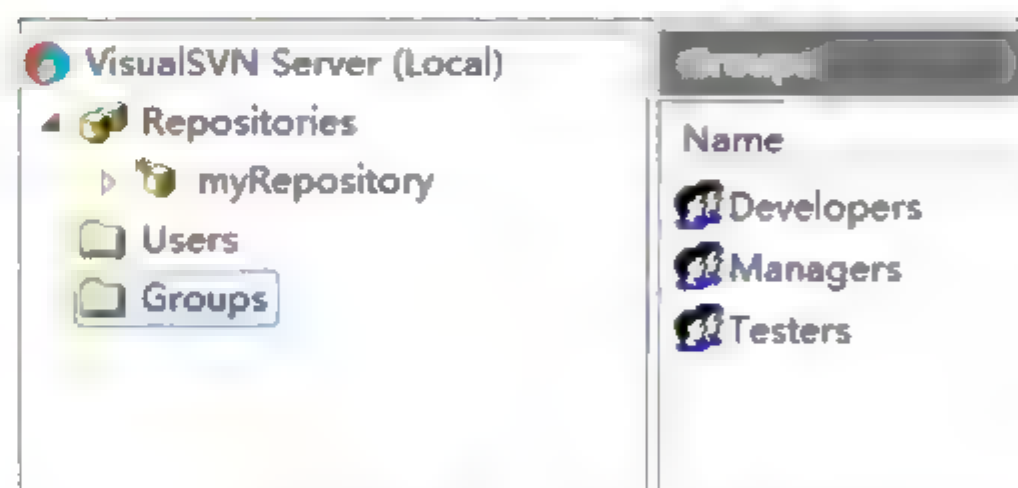 VisualSVN Server (Local)
Repositories
myRepository
Users
Groups
Name
Developers
Managers
Testers